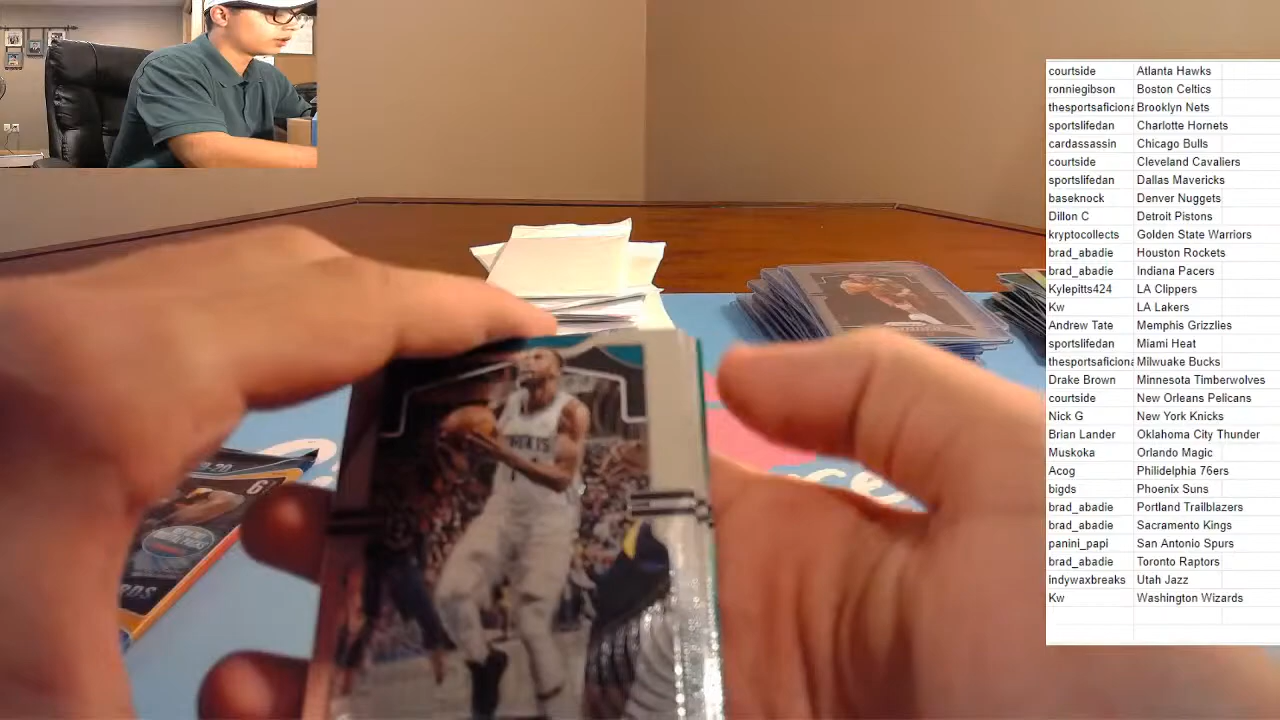 courtside Atlanta Hawks
ronniegibson Boston Celtics
thesportsaficiona Brooklyn Nets
sportslifedan Charlotte Hornets
cardassassin Chicago Bulls
courtside Cleveland Cavaliers
sportslifedan Dallas Mavericks
baseknock Denver Nuggets
Dillon C Detroit Pistons
kryptocollects Golden State Warriors
brad_abadie Houston Rockets
brad_abadie Indiana Pacers
Kylepitts424 LA Clippers
Kw LA Lakers
Andrew Tate Memphis Grizzlies
sportslifedan Miami Heat
thesportsaficiona Milwuake Bucks
Drake Brown Minnesota Timberwolves
courtside New Orleans Pelicans
Nick G New York Knicks
Brian Lander Oklahoma City Thunder
Muskoka Orlando Magic
Acog Philidelphia 76ers
bigds Phoenix Suns
brad_abadie Portland Trailblazers
brad_abadie Sacramento Kings
panini_papi San Antonio Spurs
brad_abadie Toronto Raptors
indywaxbreaks Utah Jazz
Kw Washington Wizards